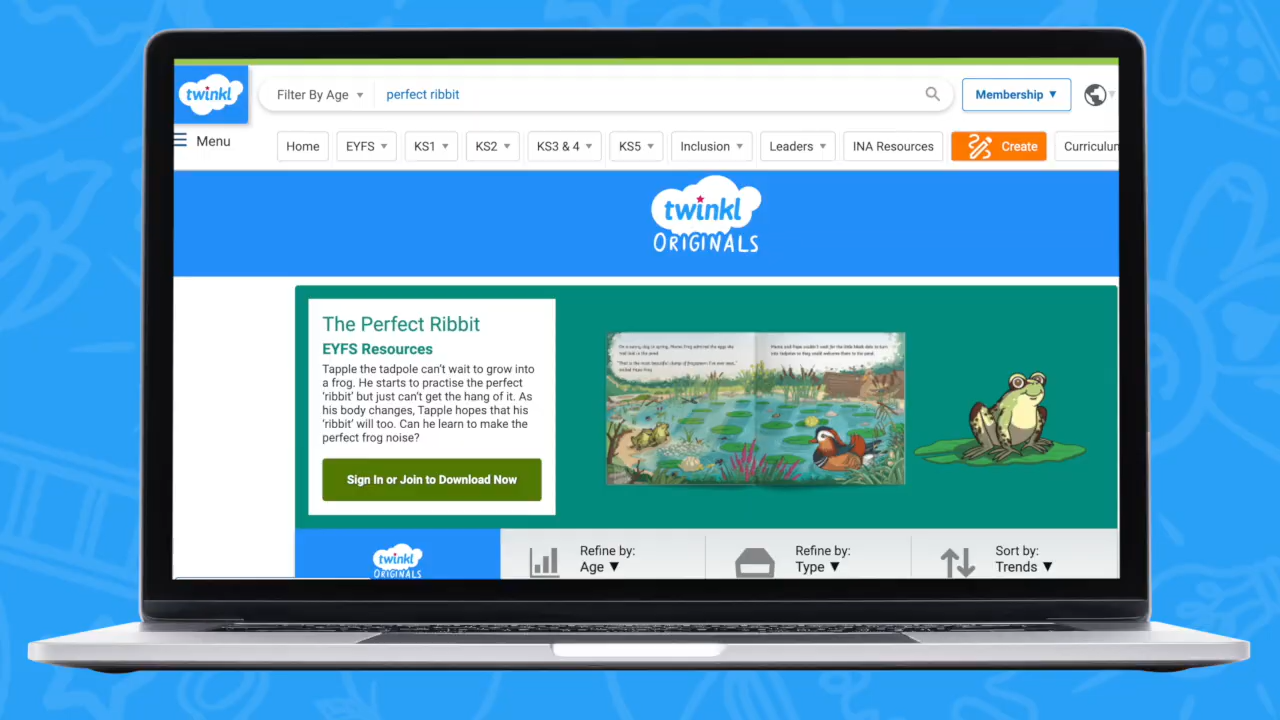 twinkl
Filter By Age ▼
perfect ribbit
Membership ▼
Menu
Home
EYFS ▼
KS1 ▼
KS2 ▼
KS3 & 4 ▼
KS5 ▼
Inclusion ▼
Leaders ▼
INA Resources
Create
Curriculum
twinkl
ORIGINALS
The Perfect Ribbit
EYFS Resources
Tapple the tadpole can't wait to grow into
a frog. He starts to practise the perfect
'ribbit' but just can't get the hang of it. As
his body changes, Tapple hopes that his
'ribbit' will too. Can he learn to make the
perfect frog noise?
Sign In or Join to Download Now
twinkl
ORIGINALS
Refine by:
Age ▼
Refine by:
Type ▼
Sort by:
Trends ▼